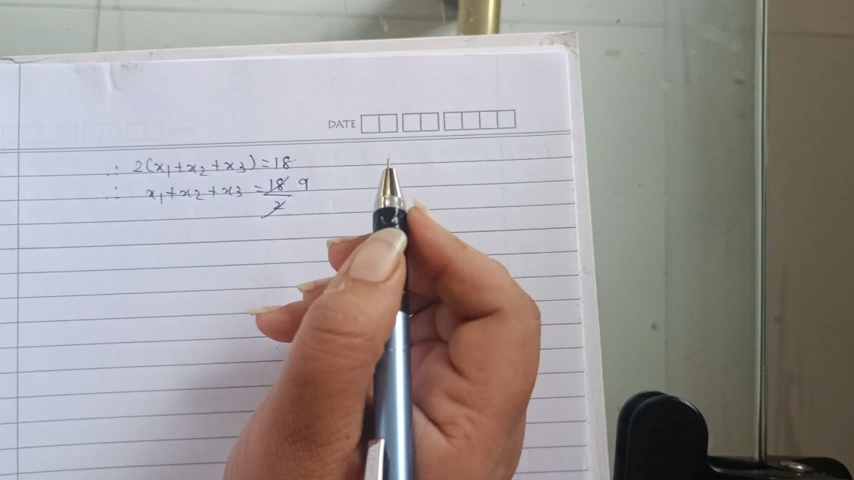 DATE
∴ 2(x₁+x₂+x₃)=18
∴ x₁+x₂+x₃ = 18/2 9